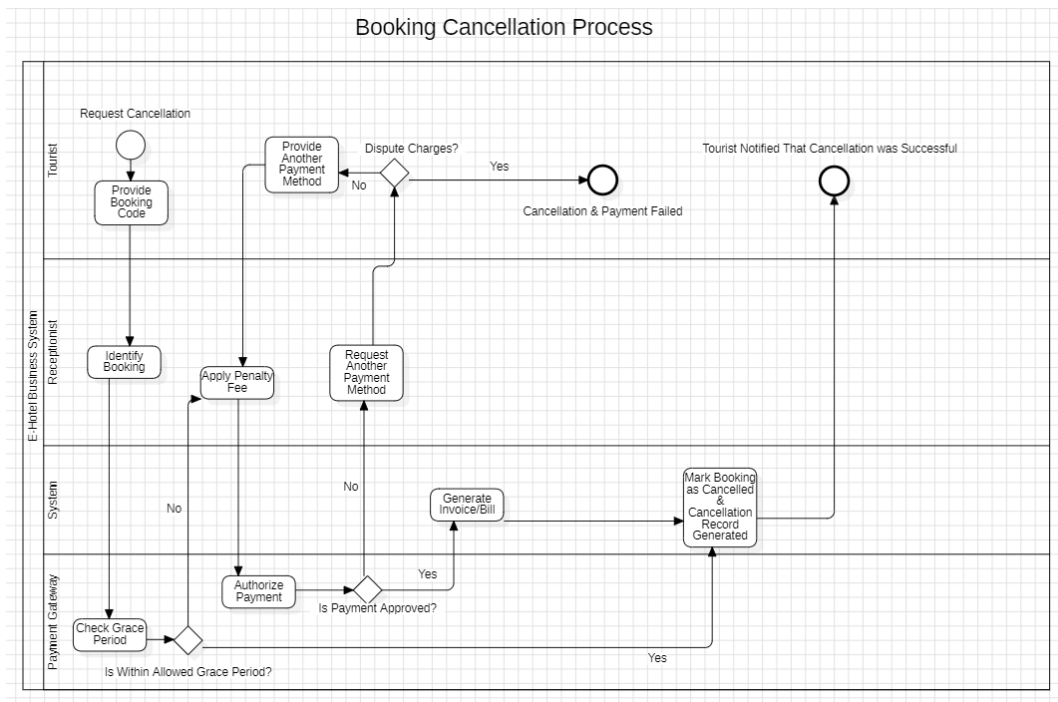 Booking Cancellation Process
E-Hotel Business System
Tourist
Request Cancellation
Provide
Booking
Code
Provide
Another
Payment
Method
Dispute Charges?
No
Yes
Cancellation & Payment Failed
Tourist Notified That Cancellation was Successful
Receptionist
Identify
Booking
Apply Penalty
Fee
Request
Another
Payment
Method
System
No
No
Generate
Invoice/Bill
Mark Booking
as Cancelled
&
Cancellation
Record
Generated
Payment Gateway
Check Grace
Period
Is Within Allowed Grace Period?
Authorize
Payment
Is Payment Approved?
Yes
Yes